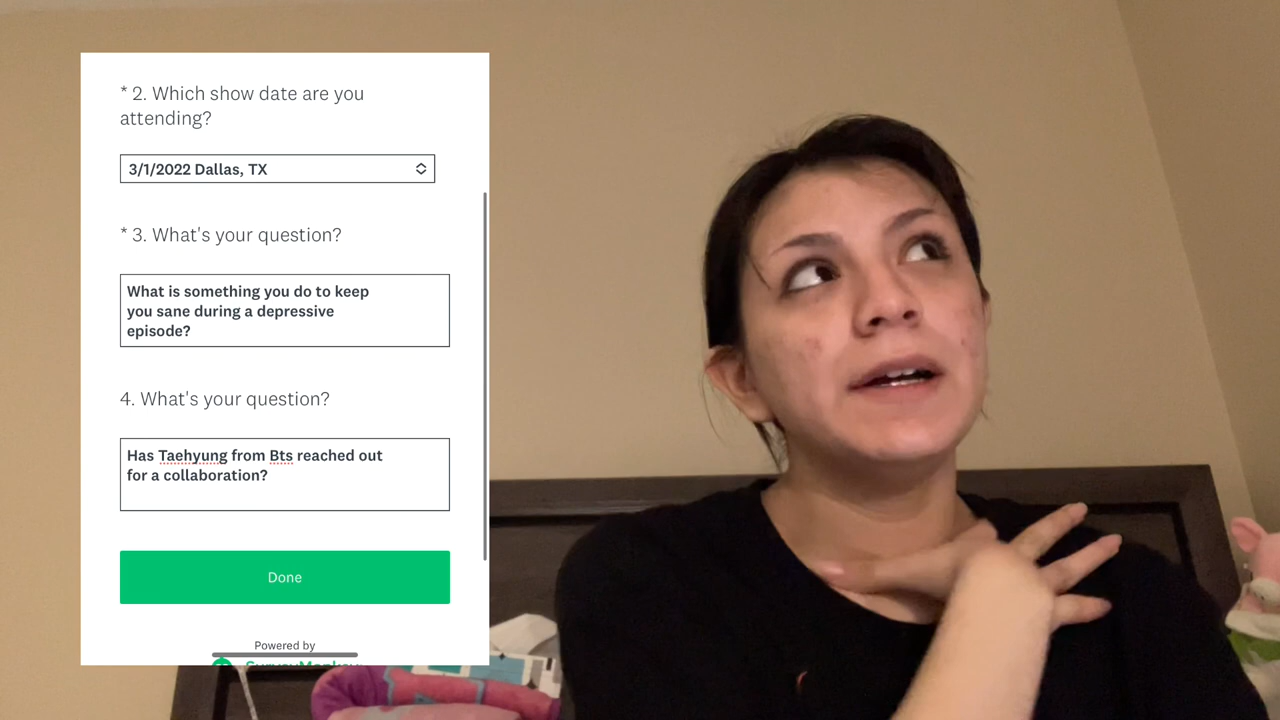 * 2. Which show date are you
attending?
3/1/2022 Dallas, TX
* 3. What's your question?
What is something you do to keep
you sane during a depressive
episode?
4. What's your question?
Has Taehyung from Bts reached out
for a collaboration?
Done
Powered by
SurveyMonkey